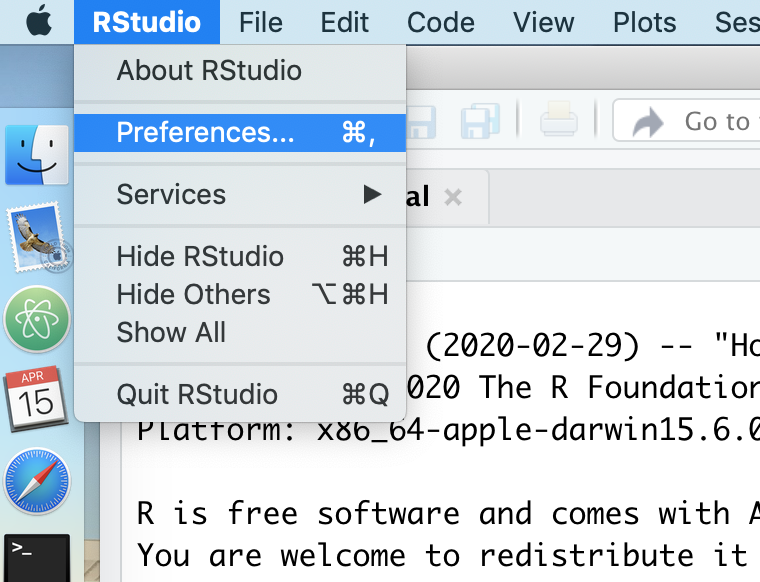 RStudio File Edit Code View Plots Ses
About RStudio
Preferences... ⌘,
Go to
Services ▶
al ×
Hide RStudio ⌘H
Hide Others ⌥⌘H
Show All
(2020-02-29) -- "Ho
Quit RStudio ⌘Q
020 The R Foundation
Platform: x86_64-apple-darwin15.6.0
R is free software and comes with A
You are welcome to redistribute it
APR
15
>_